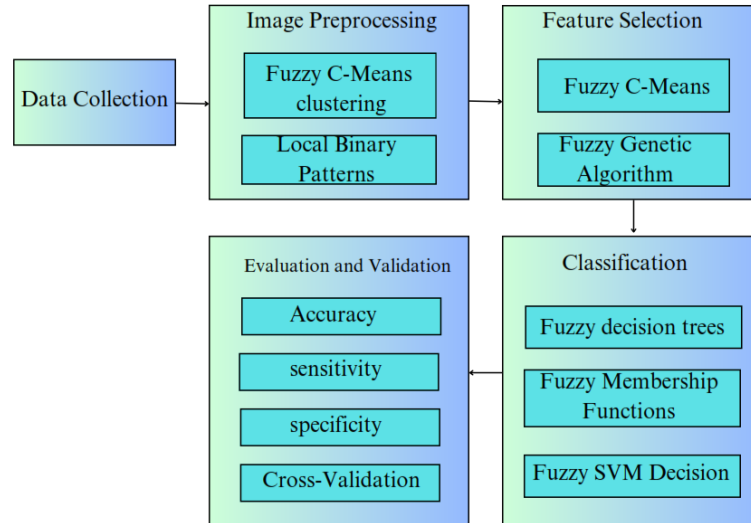 Data Collection
Image Preprocessing
Fuzzy C-Means
clustering
Local Binary
Patterns
Feature Selection
Fuzzy C-Means
Fuzzy Genetic
Algorithm
Classification
Fuzzy decision trees
Fuzzy Membership
Functions
Fuzzy SVM Decision
Evaluation and Validation
Accuracy
sensitivity
specificity
Cross-Validation